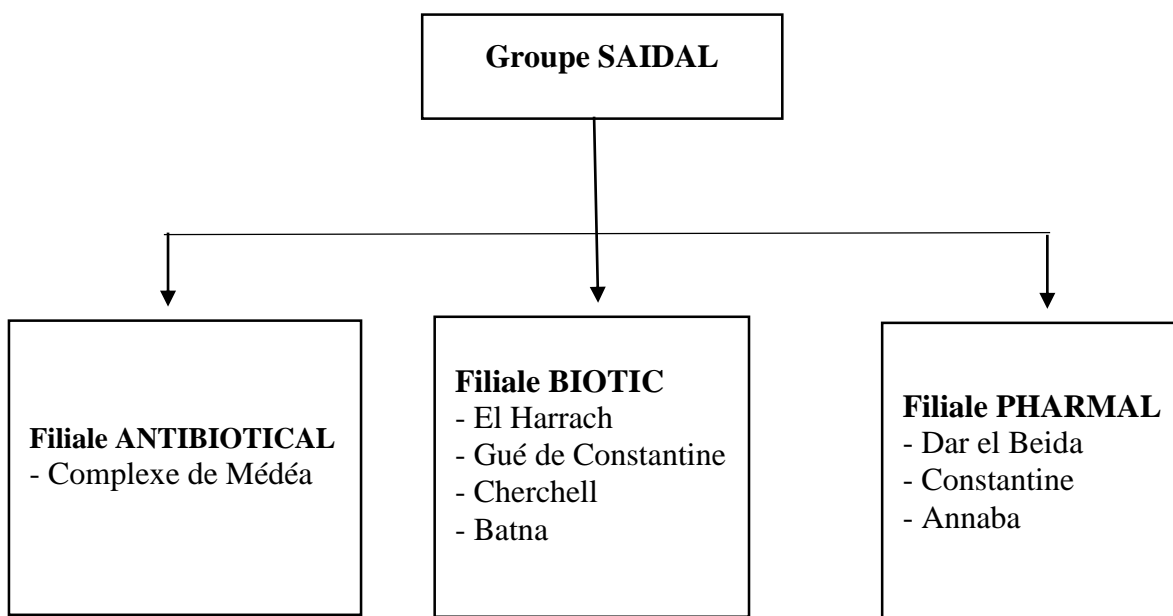 Groupe SAIDAL
Filiale ANTIBIOTICAL
- Complexe de Médéa
Filiale BIOTIC
- El Harrach
- Gué de Constantine
- Cherchell
- Batna
Filiale PHARMAL
- Dar el Beida
- Constantine
- Annaba